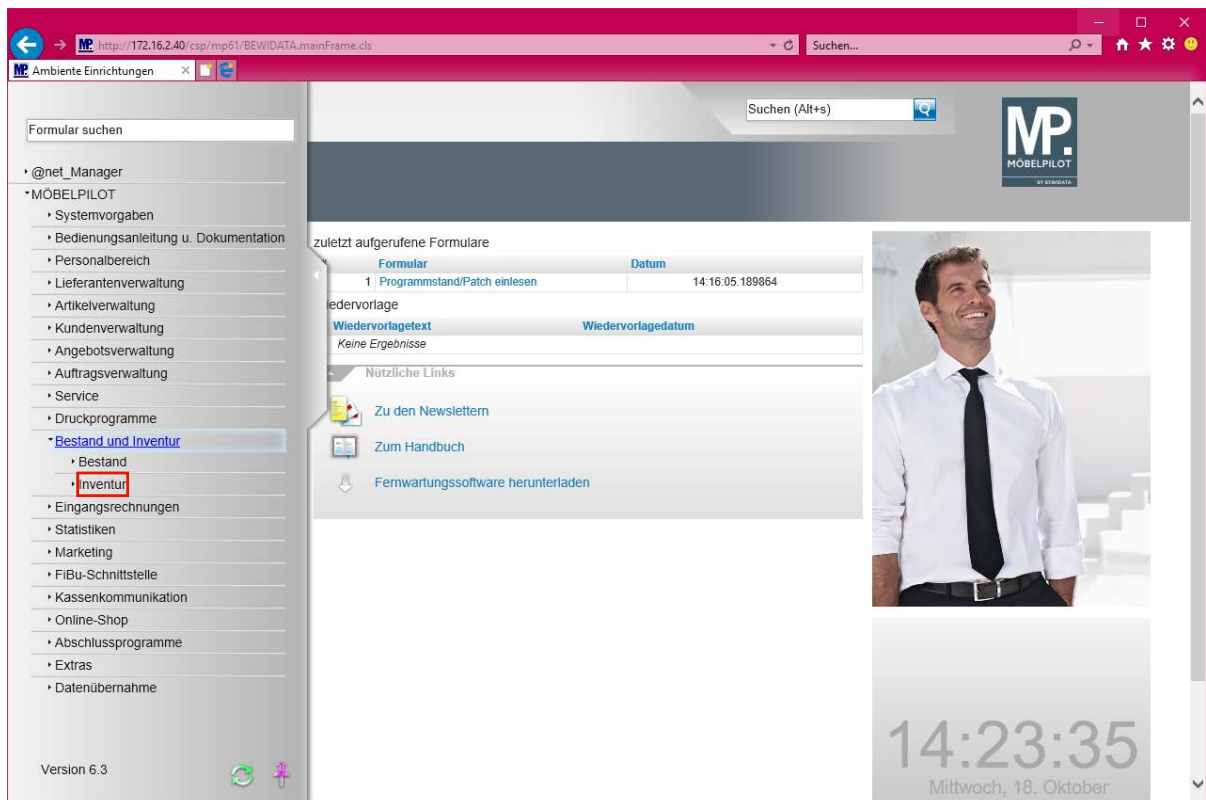 http://172.16.2.40/csp/mp61/BEWIDATA.mainFrame.cls
Suchen...
Ambiente Einrichtungen
Formular suchen
@net_Manager
MÖBELPILOT
Systemvorgaben
Bedienungsanleitung u. Dokumentation
Personalbereich
Lieferantenverwaltung
Artikelverwaltung
Kundenverwaltung
Angebotsverwaltung
Auftragsverwaltung
Service
Druckprogramme
Bestand und Inventur
Bestand
Inventur
Eingangsrechnungen
Statistiken
Marketing
FiBu-Schnittstelle
Kassenkommunikation
Online-Shop
Abschlussprogramme
Extras
Datenübernahme
Version 6.3
Suchen (Alt+s)
MP.
MÖBELPILOT
BY BEWIDATA
zuletzt aufgerufene Formulare
Formular Datum
1 Programmstand/Patch einlesen 14:16:05.189864
iedervorlage
Wiedervorlagetext Wiedervorlagedatum
Keine Ergebnisse
Nützliche Links
Zu den Newslettern
Zum Handbuch
Fernwartungssoftware herunterladen
14:23:35
Mittwoch, 18. Oktober